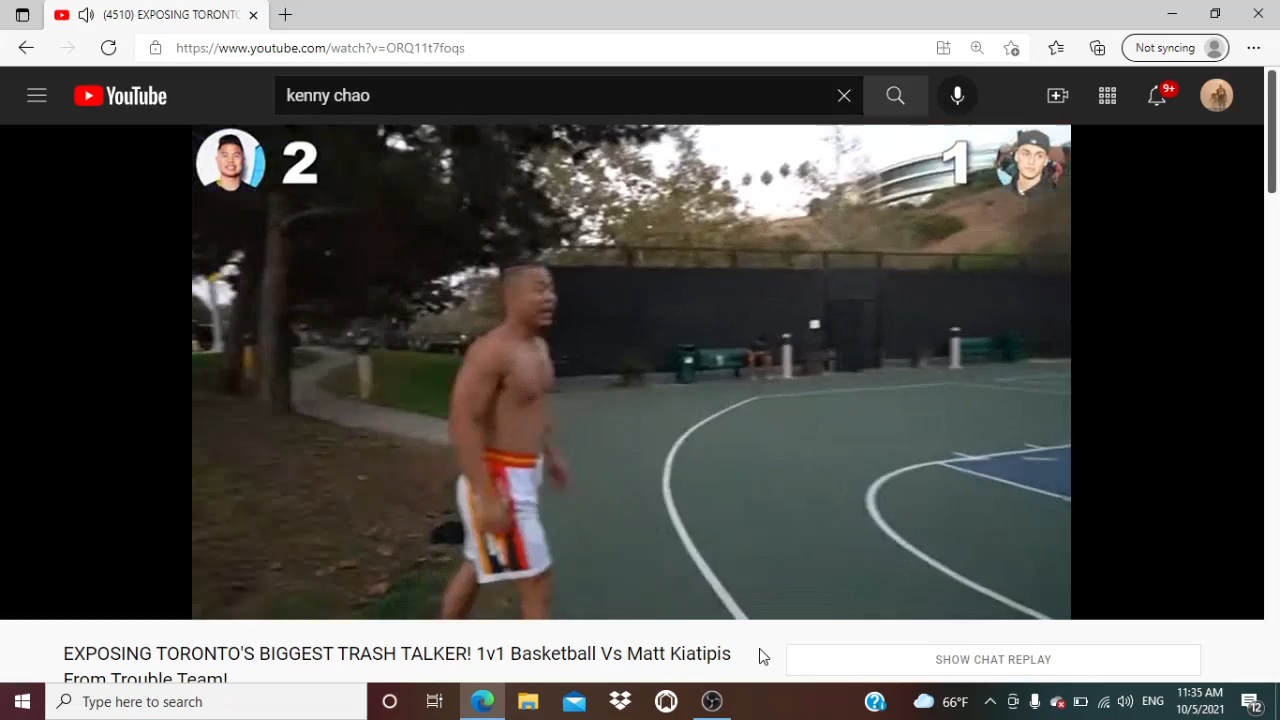 (4510) EXPOSING TORONTO
https://www.youtube.com/watch?v=ORQ11t7foqs
Not syncing
YouTube
kenny chao
9+
2
1
EXPOSING TORONTO'S BIGGEST TRASH TALKER! 1v1 Basketball Vs Matt Kiatipis
From Trouble Team!
SHOW CHAT REPLAY
Type here to search
66°F
ENG
11:35 AM
10/5/2021
12